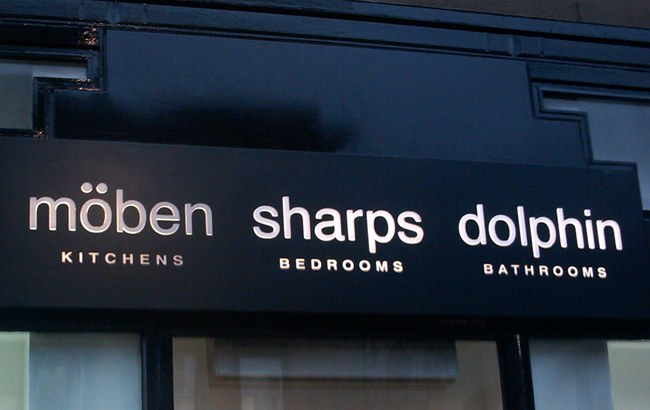 möben sharps dolphin
KITCHENS BEDROOMS BATHROOMS